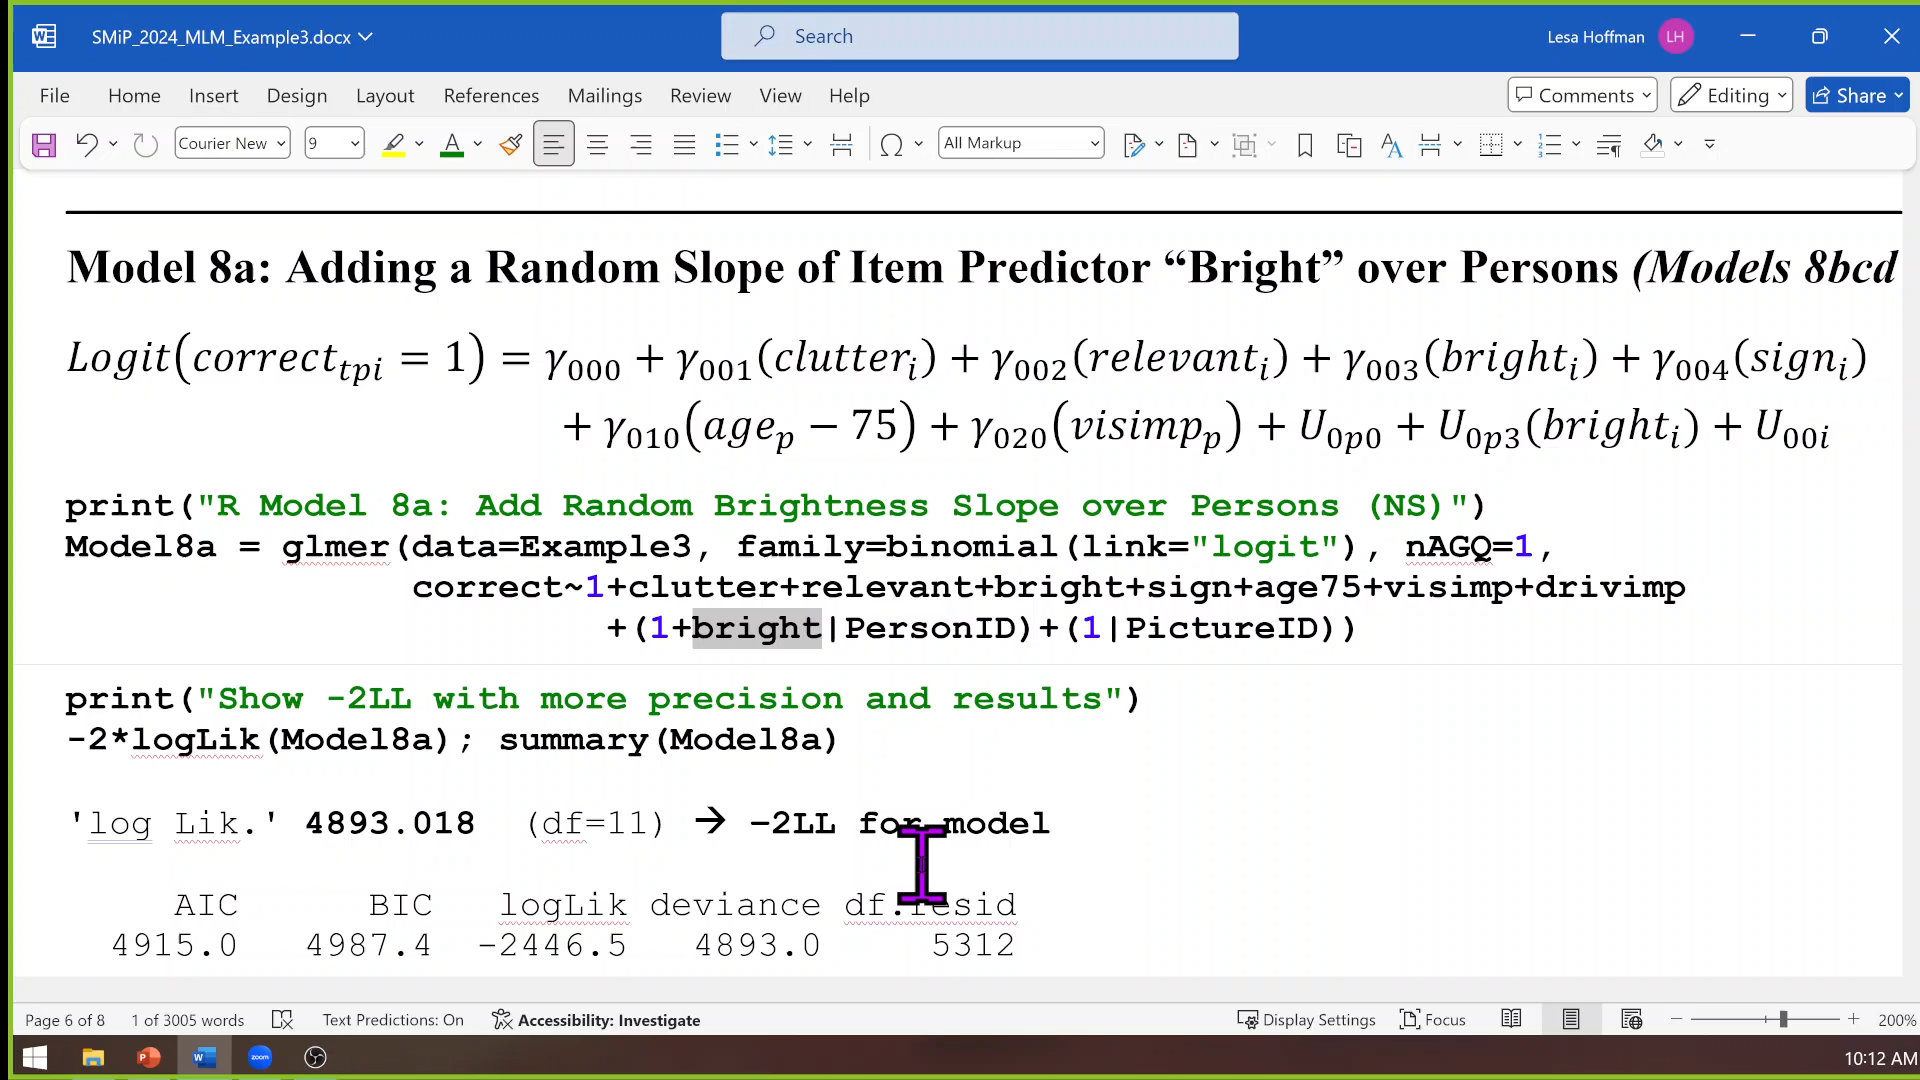 SMiP_2024_MLM_Example3.docx
Search
Lesa Hoffman LH
File Home Insert Design Layout References Mailings Review View Help
Comments Editing Share
Courier New 9 All Markup
Model 8a: Adding a Random Slope of Item Predictor “Bright” over Persons (Models 8bcd
Logit(correct_tpi = 1) = γ000 + γ001(clutter_i) + γ002(relevant_i) + γ003(bright_i) + γ004(sign_i)
+ γ010(age_p − 75) + γ020(visimp_p) + U0p0 + U0p3(bright_i) + U00i
print("R Model 8a: Add Random Brightness Slope over Persons (NS)")
Model8a = glmer(data=Example3, family=binomial(link="logit"), nAGQ=1,
correct~1+clutter+relevant+bright+sign+age75+visimp+drivimp
+(1+bright|PersonID)+(1|PictureID))
print("Show -2LL with more precision and results")
-2*logLik(Model8a); summary(Model8a)
'log Lik.' 4893.018 (df=11) → −2LL for model
AIC BIC logLik deviance df.resid
4915.0 4987.4 -2446.5 4893.0 5312
Page 6 of 8 1 of 3005 words Text Predictions: On Accessibility: Investigate Display Settings Focus 200%
10:12 AM